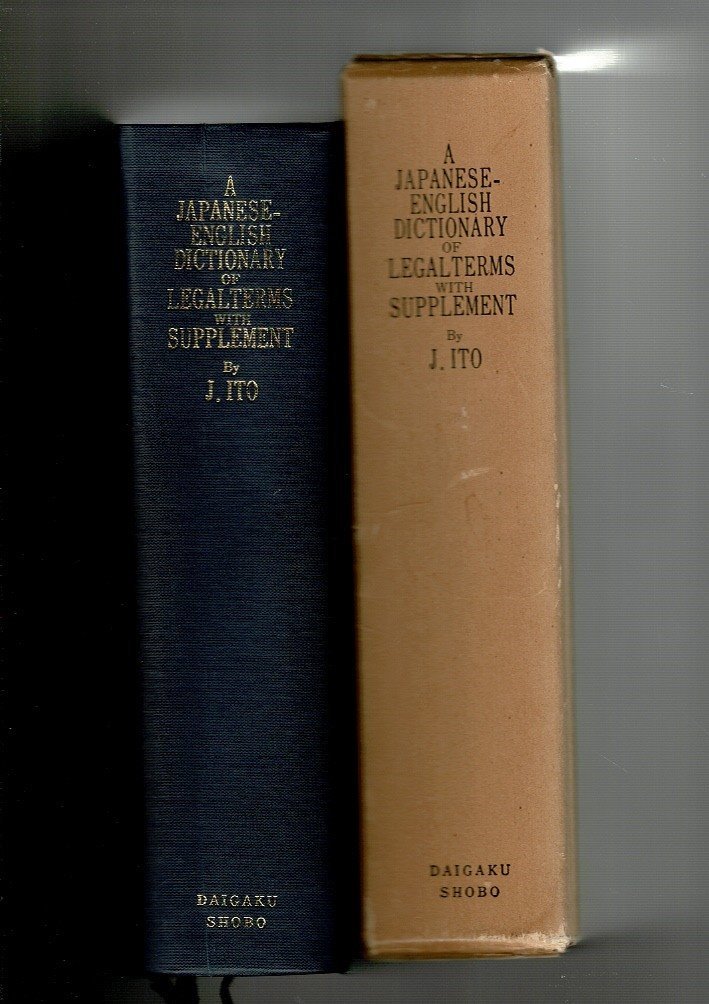 A
JAPANESE-
ENGLISH
DICTIONARY
OF
LEGALTERMS
WITH
SUPPLEMENT
By
J. ITO
DAIGAKU
SHOBO
A
JAPANESE-
ENGLISH
DICTIONARY
OF
LEGALTERMS
WITH
SUPPLEMENT
By
J. ITO
DAIGAKU
SHOBO